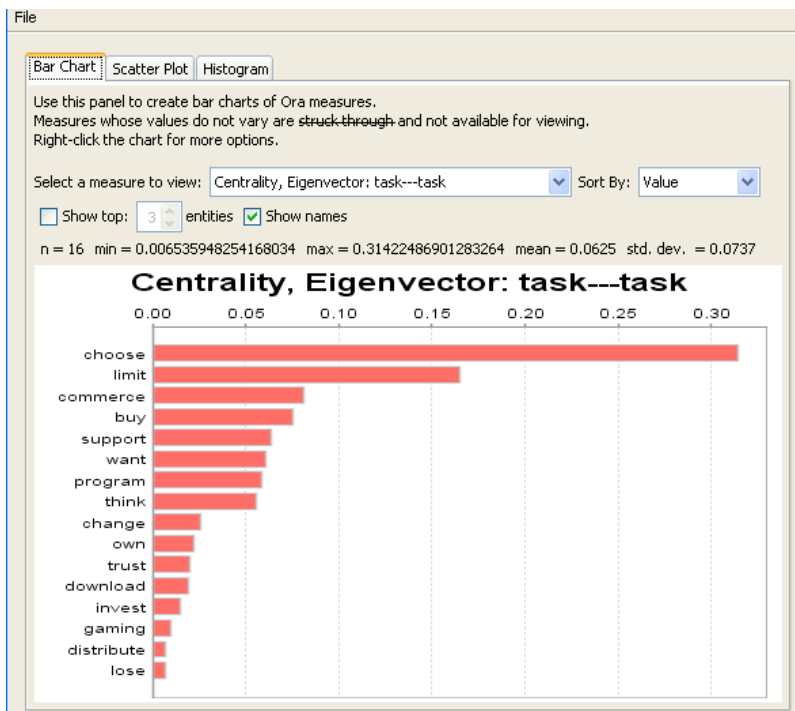 File
Bar Chart Scatter Plot Histogram
Use this panel to create bar charts of Ora measures.
Measures whose values do not vary are struck through and not available for viewing.
Right-click the chart for more options.
Select a measure to view: Centrality, Eigenvector: task---task Sort By: Value
Show top: 3 entities Show names
n = 16 min = 0.006535948254168034 max = 0.31422486901283264 mean = 0.0625 std. dev. = 0.0737
Centrality, Eigenvector: task---task
0.00 0.05 0.10 0.15 0.20 0.25 0.30
choose
limit
commerce
buy
support
want
program
think
change
own
trust
download
invest
gaming
distribute
lose